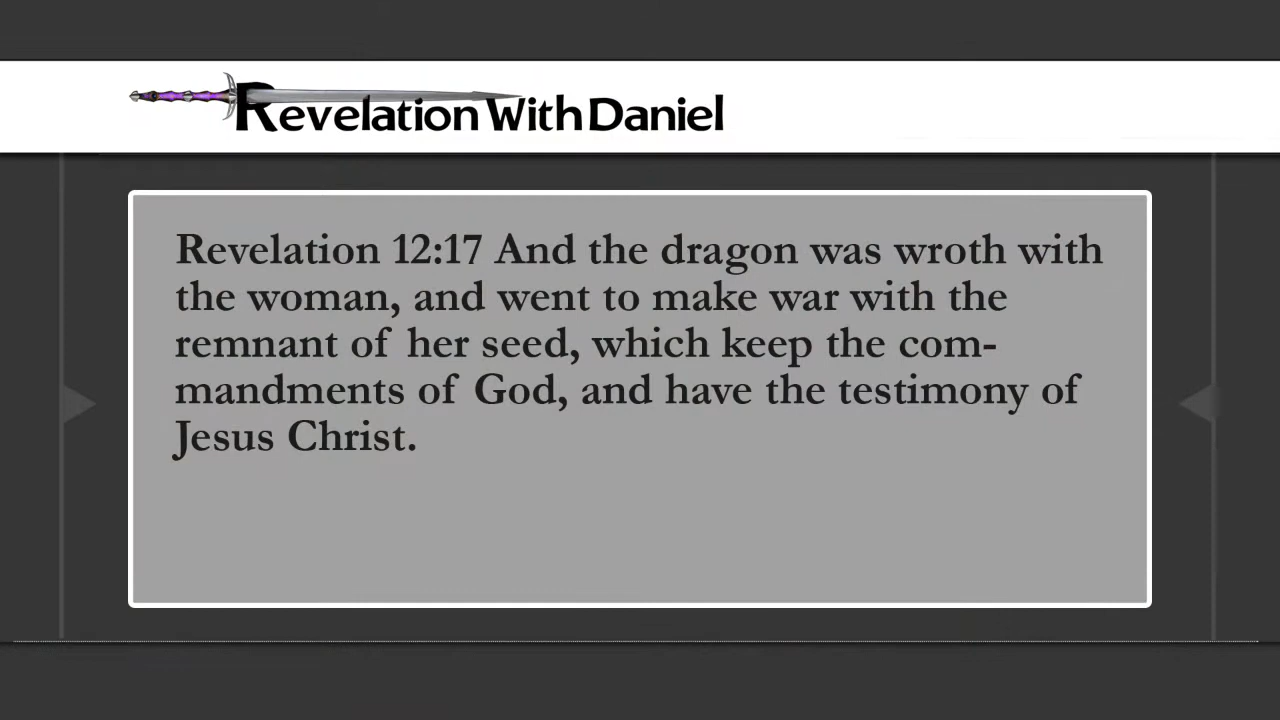 Revelation With Daniel
Revelation 12:17 And the dragon was wroth with
the woman, and went to make war with the
remnant of her seed, which keep the com-
mandments of God, and have the testimony of
Jesus Christ.